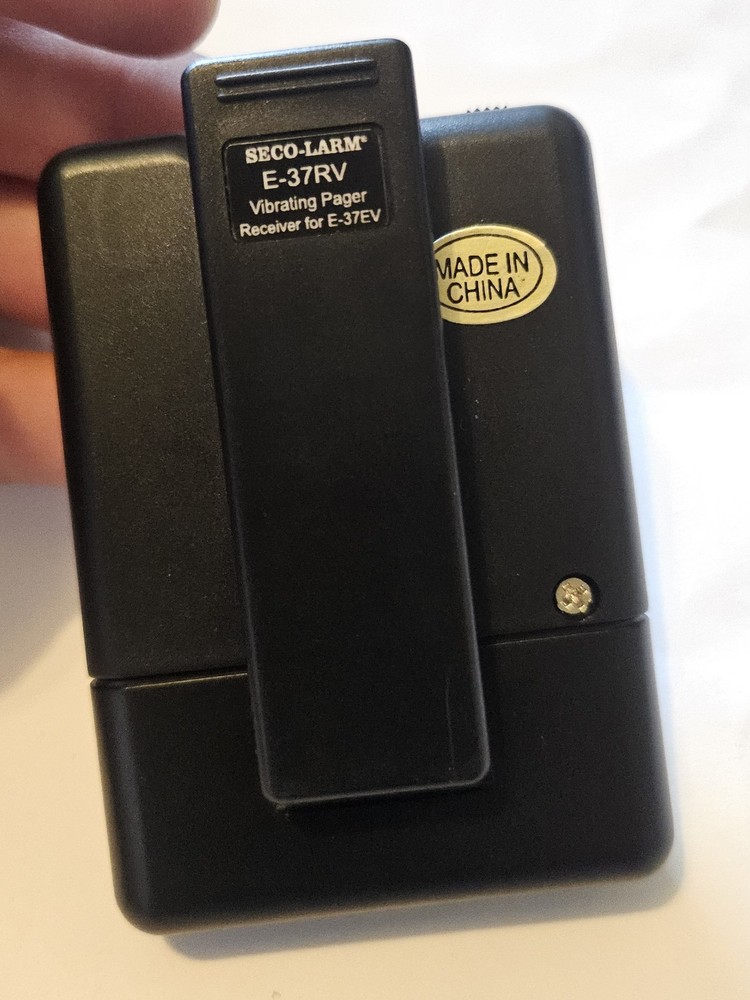 SECO-LARM®
E-37RV
Vibrating Pager
Receiver for E-37EV
MADE IN
CHINA